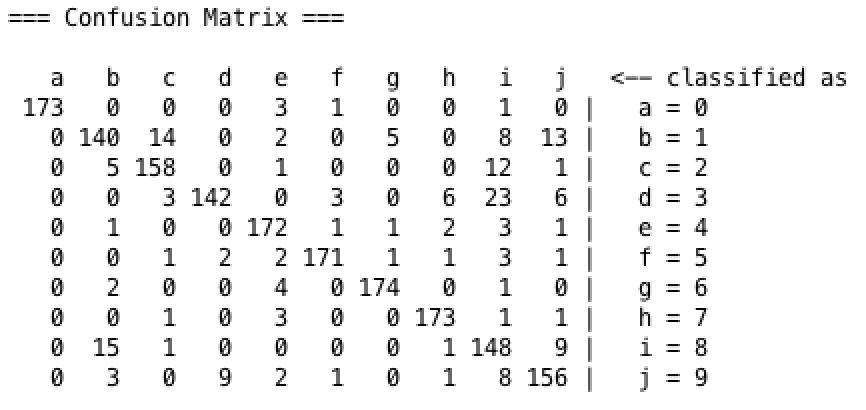 === Confusion Matrix ===
a b c d e f g h i j <-- classified as
173 0 0 0 3 1 0 0 1 0 | a = 0
0 140 14 0 2 0 5 0 8 13 | b = 1
0 5 158 0 1 0 0 0 12 1 | c = 2
0 0 3 142 0 3 0 6 23 6 | d = 3
0 1 0 0 172 1 1 2 3 1 | e = 4
0 0 1 2 2 171 1 1 3 1 | f = 5
0 2 0 0 4 0 174 0 1 0 | g = 6
0 0 1 0 3 0 0 173 1 1 | h = 7
0 15 1 0 0 0 0 1 148 9 | i = 8
0 3 0 9 2 1 0 1 8 156 | j = 9